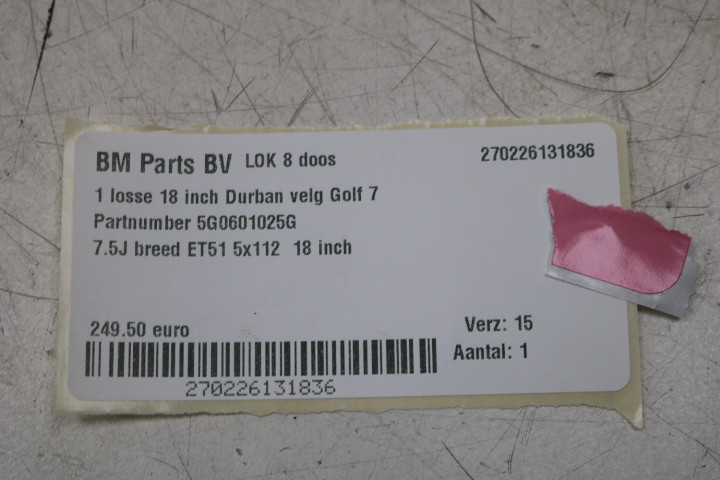 BM Parts BV LOK 8 doos 270226131836
1 losse 18 inch Durban velg Golf 7
Partnumber 5G0601025G
7.5J breed ET51 5x112 18 inch
249.50 euro Verz: 15
Aantal: 1
270226131836